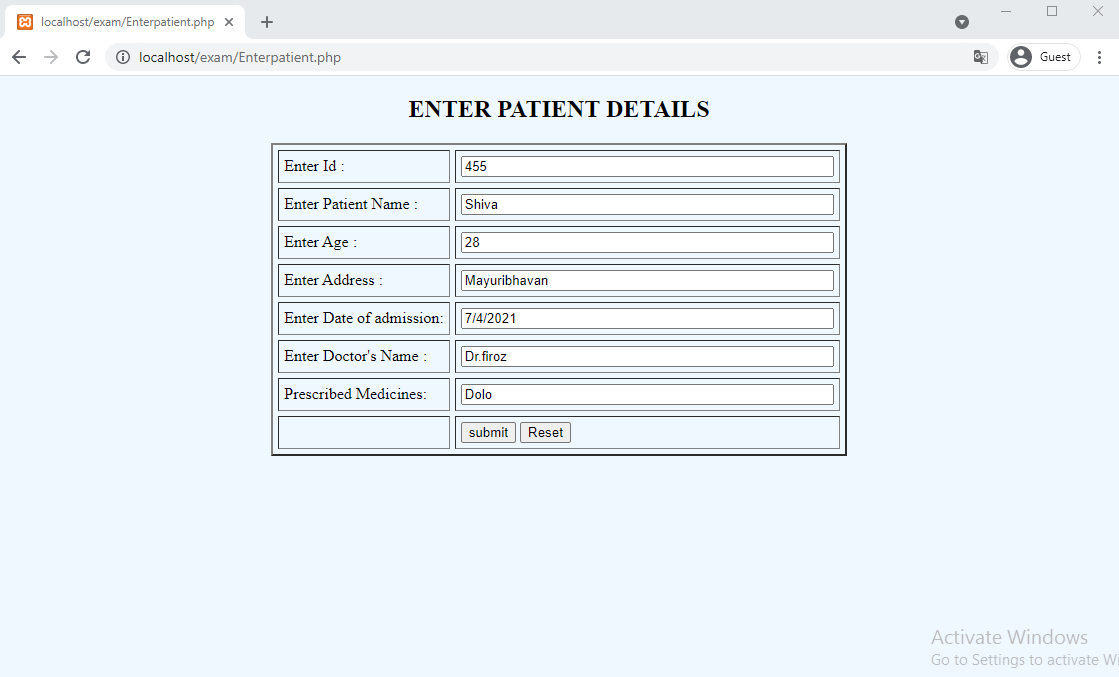 localhost/exam/Enterpatient.php
localhost/exam/Enterpatient.php
Guest
ENTER PATIENT DETAILS
Enter Id : 455
Enter Patient Name : Shiva
Enter Age : 28
Enter Address : Mayuribhavan
Enter Date of admission: 7/4/2021
Enter Doctor's Name : Dr.firoz
Prescribed Medicines: Dolo
submit Reset
Activate Windows
Go to Settings to activate Wi